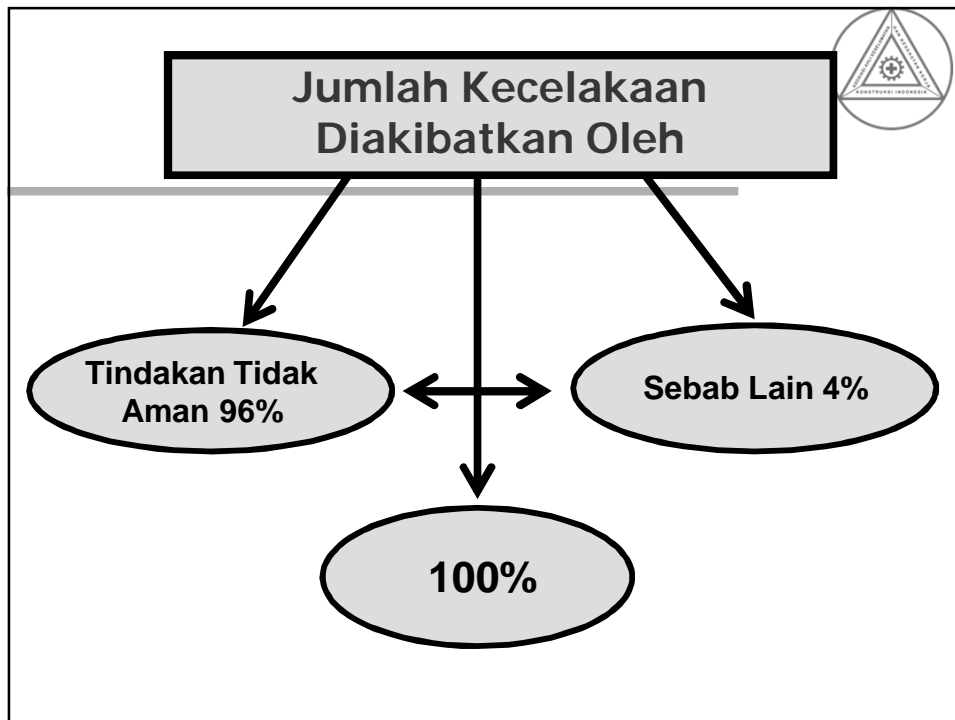 Jumlah Kecelakaan
Diakibatkan Oleh
KONSTRUKSI INDONESIA
Tindakan Tidak
Aman 96%
Sebab Lain 4%
100%